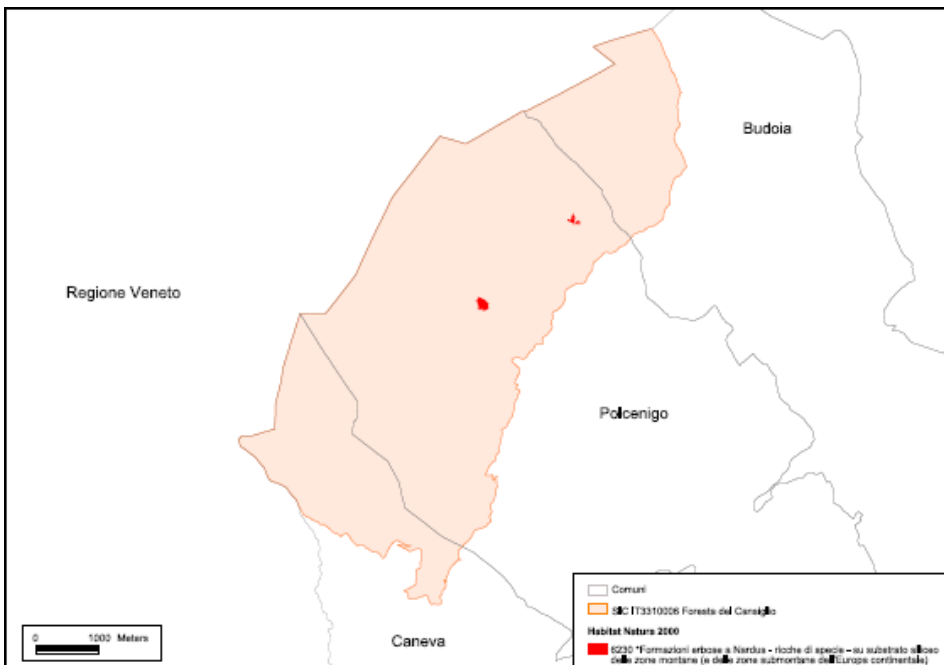 Budoia
Regione Veneto
Polcenigo
Caneva
0 1000 Meters
Comuni
SIC IT3310006 Foresta del Cansiglio
Habitat Natura 2000
6230 *Formazioni erbose a Nardus - ricche di specie - su substrato siliceo
delle zone montane (e delle zone submontane dell'Europa continentale)